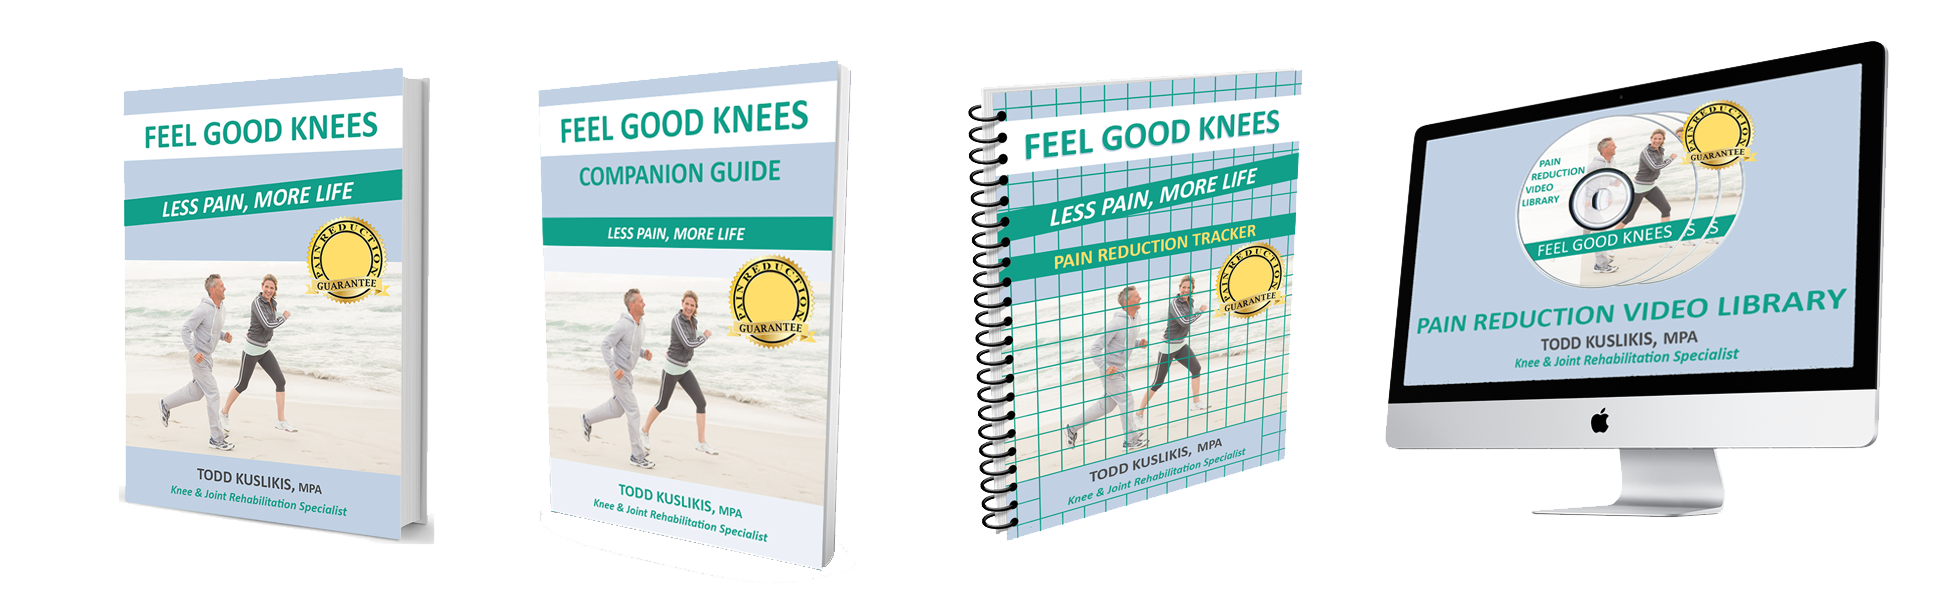 FEEL GOOD KNEES
LESS PAIN, MORE LIFE
PAIN REDUCTION
GUARANTEE
TODD KUSLIKIS, MPA
Knee & Joint Rehabilitation Specialist
FEEL GOOD KNEES
COMPANION GUIDE
LESS PAIN, MORE LIFE
PAIN REDUCTION
GUARANTEE
TODD KUSLIKIS, MPA
Knee & Joint Rehabilitation Specialist
FEEL GOOD KNEES
LESS PAIN, MORE LIFE
PAIN REDUCTION TRACKER
PAIN REDUCTION
GUARANTEE
TODD KUSLIKIS, MPA
Knee & Joint Rehabilitation Specialist
PAIN REDUCTION
GUARANTEE
PAIN
REDUCTION
VIDEO
LIBRARY
FEEL GOOD KNEES S S
PAIN REDUCTION VIDEO LIBRARY
TODD KUSLIKIS, MPA
Knee & Joint Rehabilitation Specialist